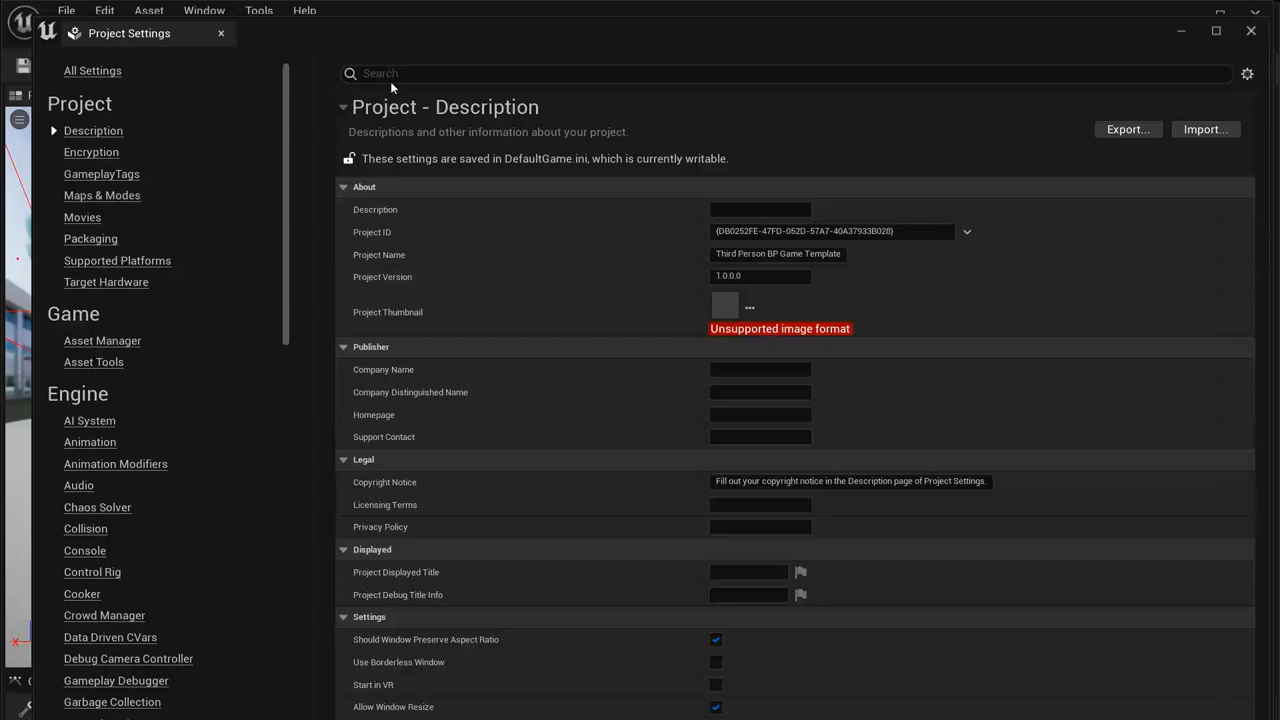 File Edit Asset Window Tools Help
Project Settings
All Settings
Project
Description
Encryption
GameplayTags
Maps & Modes
Movies
Packaging
Supported Platforms
Target Hardware
Game
Asset Manager
Asset Tools
Engine
AI System
Animation
Animation Modifiers
Audio
Chaos Solver
Collision
Console
Control Rig
Cooker
Crowd Manager
Data Driven CVars
Debug Camera Controller
Gameplay Debugger
Garbage Collection
Search
Project - Description
Descriptions and other information about your project.
Export...
Import...
These settings are saved in DefaultGame.ini, which is currently writable.
About
Description
Project ID {DB0252FE-47FD-052D-57A7-40A37933B028}
Project Name Third Person BP Game Template
Project Version 1.0.0.0
Project Thumbnail
Unsupported image format
Publisher
Company Name
Company Distinguished Name
Homepage
Support Contact
Legal
Copyright Notice Fill out your copyright notice in the Description page of Project Settings.
Licensing Terms
Privacy Policy
Displayed
Project Displayed Title
Project Debug Title Info
Settings
Should Window Preserve Aspect Ratio
Use Borderless Window
Start in VR
Allow Window Resize